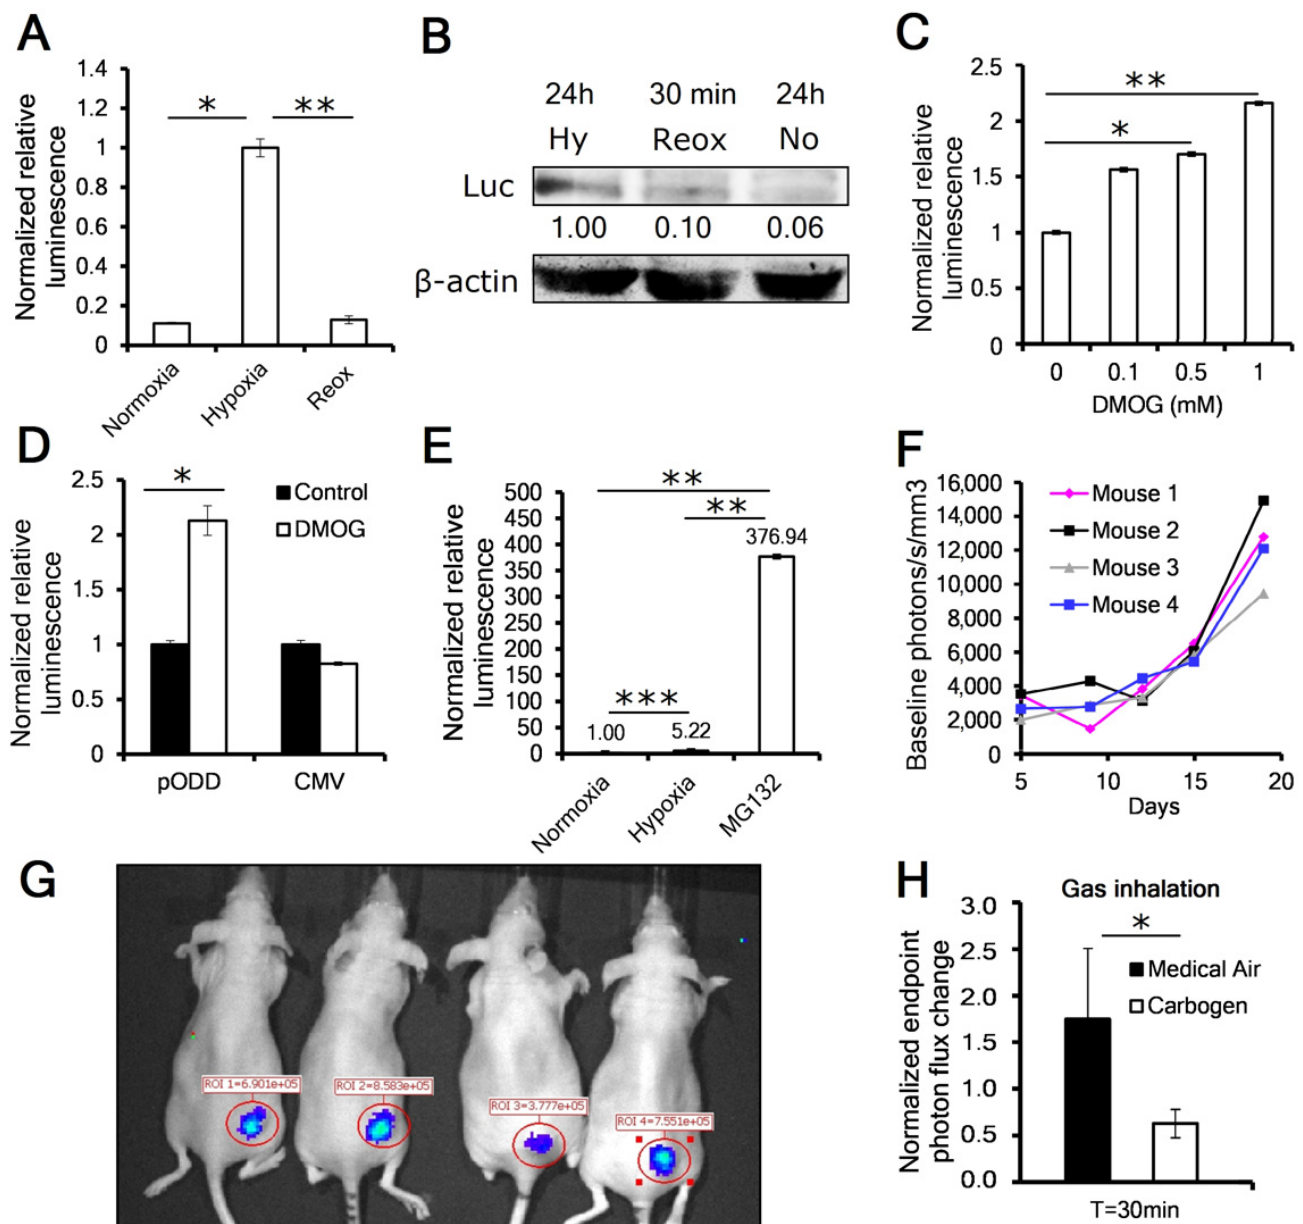 A
Normalized relative
luminescence
1.4
1.2
1
0.8
0.6
0.4
0.2
0
*
**
Normoxia
Hypoxia
Reox
B
24h 30 min 24h
Hy Reox No
Luc
1.00 0.10 0.06
β-actin
C
Normalized relative
luminescence
2.5
2
1.5
1
0.5
0
**
*
0 0.1 0.5 1
DMOG (mM)
D
Normalized relative
luminescence
2.5
2
1.5
1
0.5
0
*
Control
DMOG
pODD CMV
E
Normalized relative
luminescence
500
450
400
350
300
250
200
150
100
50
0
**
**
376.94
***
1.00 5.22
Normoxia
Hypoxia
MG132
F
Baseline photons/s/mm3
16,000
14,000
12,000
10,000
8,000
6,000
4,000
2,000
0
Mouse 1
Mouse 2
Mouse 3
Mouse 4
5 10 15 20
Days
G
ROI 1=6.901e+05
ROI 2=8.583e+05
ROI 3=3.777e+05
ROI 4=7.551e+05
H
Gas inhalation
Normalized endpoint
photon flux change
3.0
2.5
2.0
1.5
1.0
0.5
0.0
*
Medical Air
Carbogen
T=30min